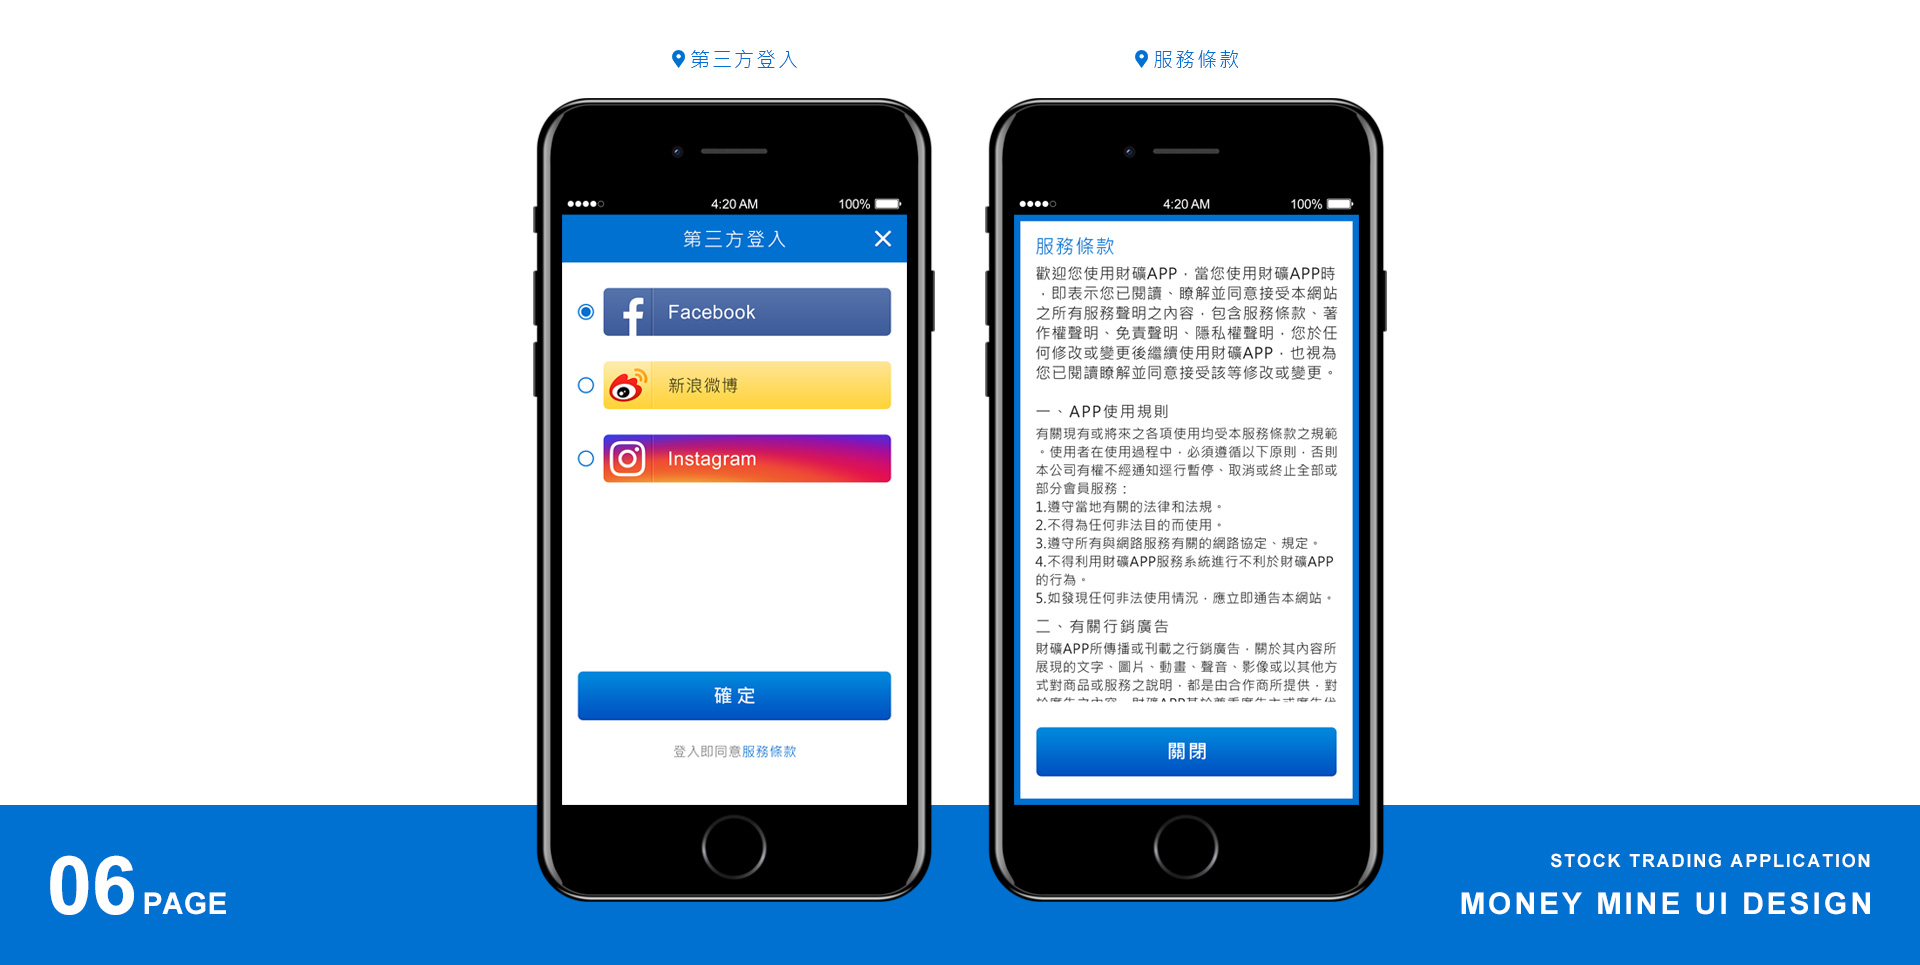 第三方登入
服務條款
4:20 AM
100%
第三方登入
Facebook
新浪微博
Instagram
確定
登入即同意服務條款
4:20 AM
100%
服務條款
歡迎您使用財礦APP，當您使用財礦APP時
，即表示您已閱讀、瞭解並同意接受本網站
之所有服務聲明之內容，包含服務條款、著
作權聲明、免責聲明、隱私權聲明，您於任
何修改或變更後繼續使用財礦APP，也視為
您已閱讀瞭解並同意接受該等修改或變更。
一、APP使用規則
有關現有或將來之各項使用均受本服務條款之規範
。使用者在使用過程中，必須遵循以下原則，否則
本公司有權不經通知逕行暫停、取消或終止全部或
部分會員服務：
1.遵守當地有關的法律和法規。
2.不得為任何非法目的而使用。
3.遵守所有與網路服務有關的網路協定、規定。
4.不得利用財礦APP服務系統進行不利於財礦APP
的行為。
5.如發現任何非法使用情況，應立即通告本網站。
二、有關行銷廣告
財礦APP所傳播或刊載之行銷廣告，關於其內容所
展現的文字、圖片、動畫、聲音、影像或以其他方
式對商品或服務之說明，都是由合作商所提供，對
關閉
06 PAGE
STOCK TRADING APPLICATION
MONEY MINE UI DESIGN